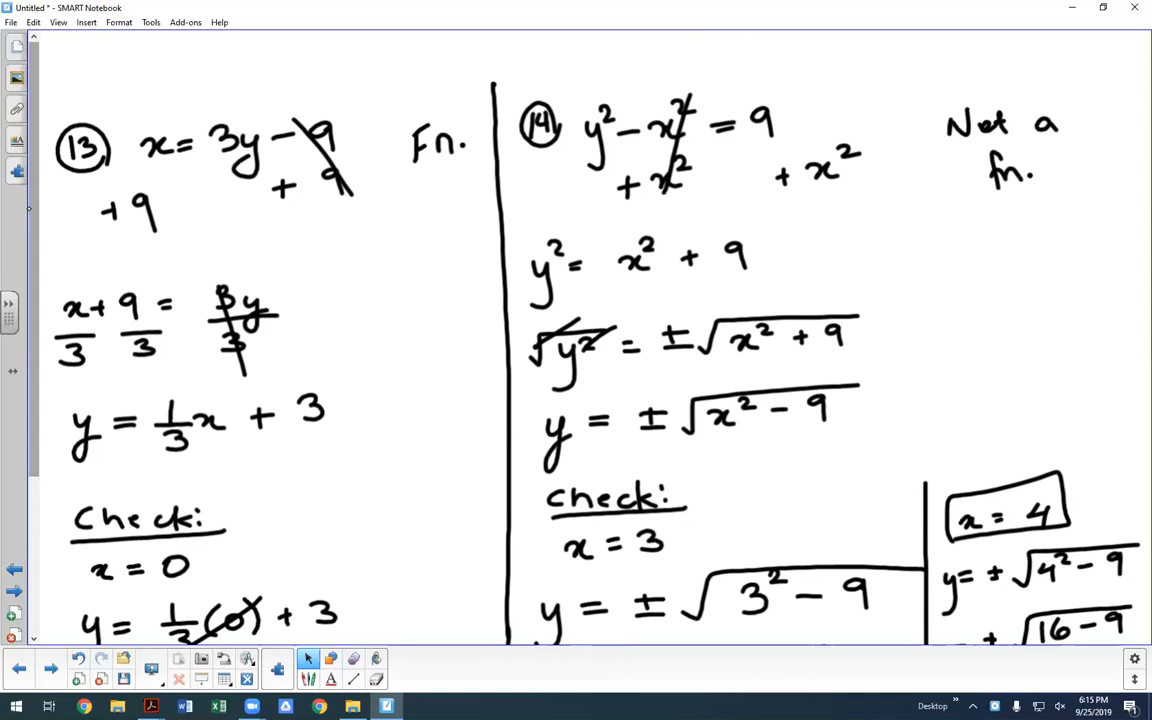 Untitled * - SMART Notebook
File Edit View Insert Format Tools Add-ons Help
13 x = 3y - 9 Fn.
+ 9 + 9
x + 9 = 3y
3 3 3
y = 1/3 x + 3
Check:
x = 0
y = 1/3 (0) + 3
14 y² - x² = 9 Not a
+ x² + x² fn.
y² = x² + 9
√y² = ± √x² + 9
y = ± √x² - 9
Check:
x = 3
y = ± √3² - 9
x = 4
y = ± √4² - 9
± √16 - 9
A
Desktop
6:15 PM
9/25/2019